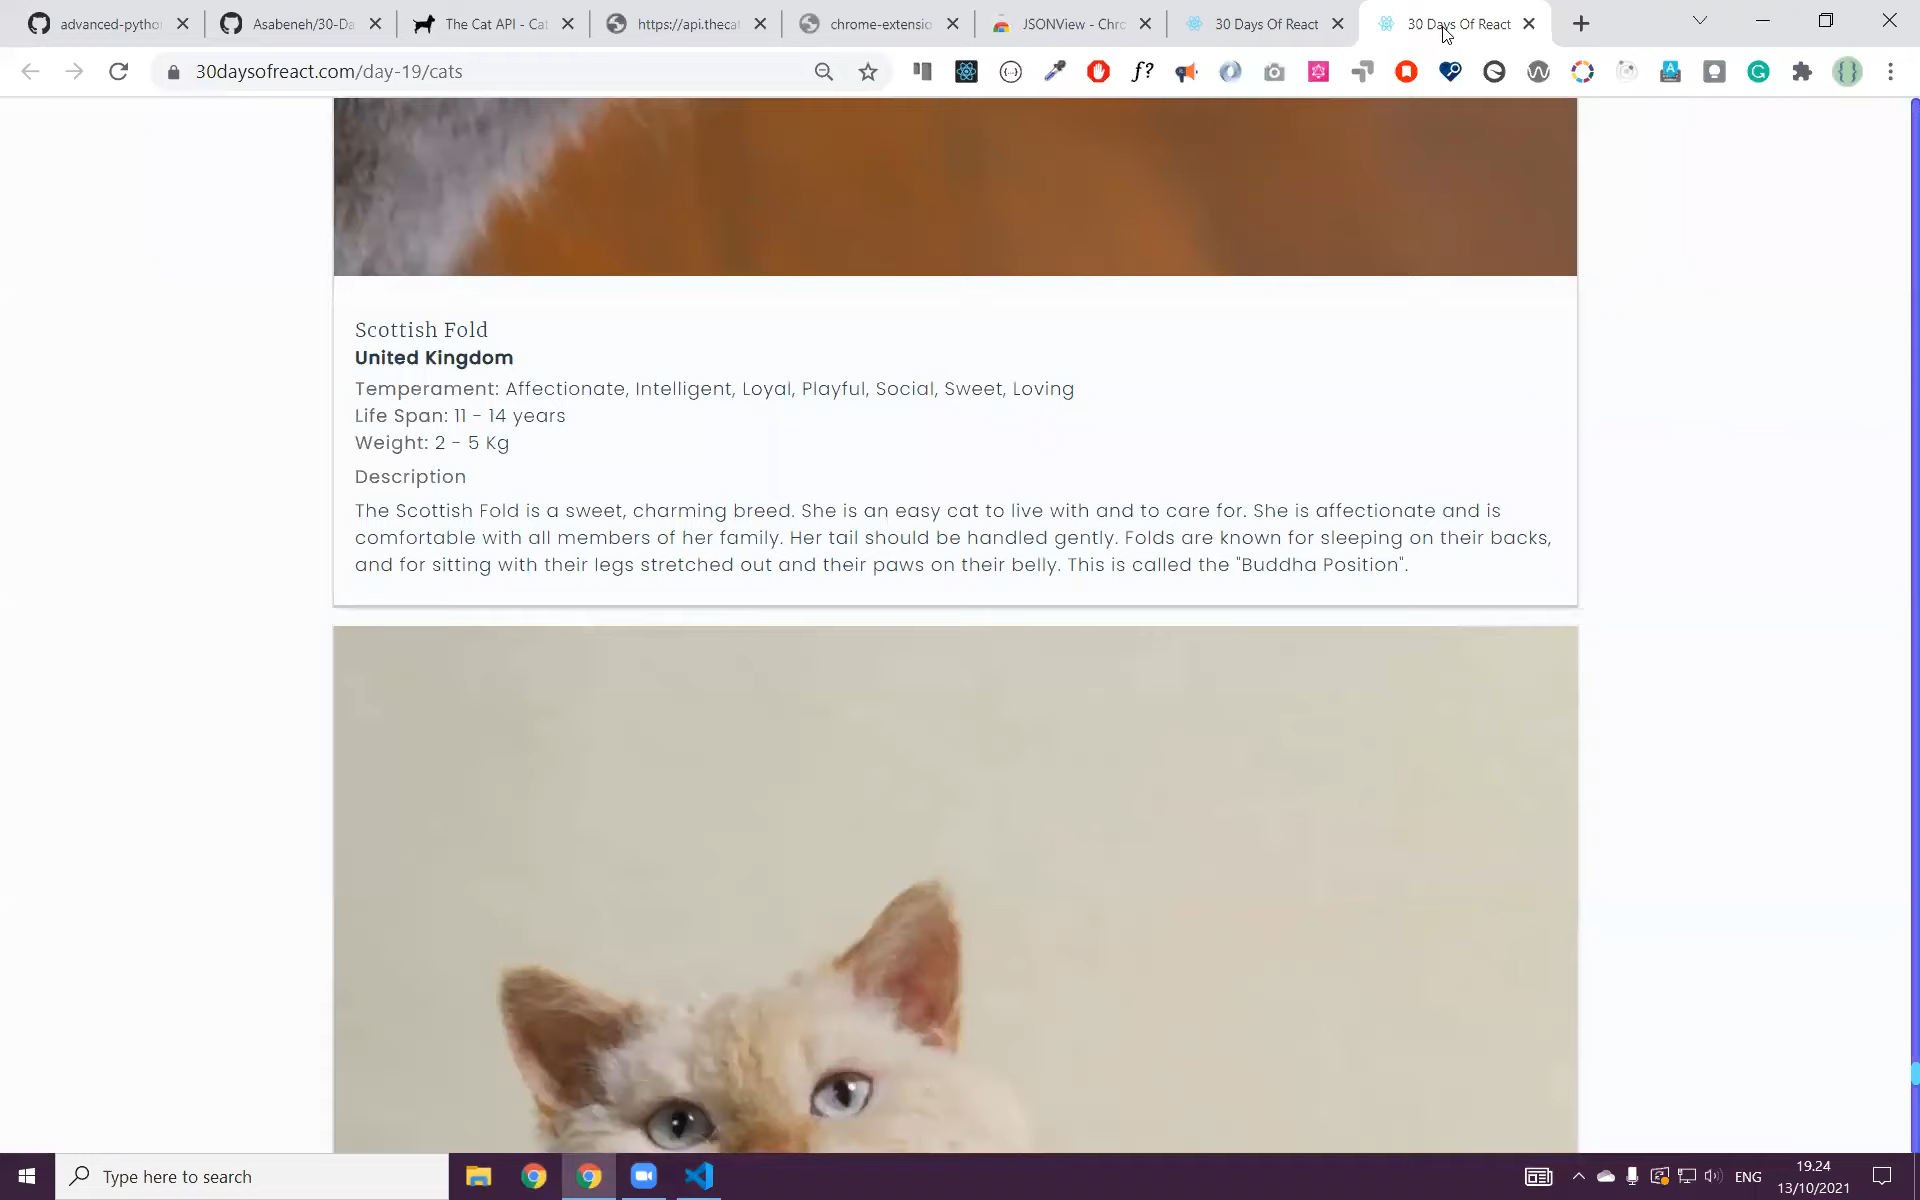 advanced-pytho
Asabeneh/30-Da
The Cat API - Cat
https://api.thecat
chrome-extensio
JSONView - Chro
30 Days Of React
30 Days Of React
30daysofreact.com/day-19/cats
f?
Scottish Fold
United Kingdom
Temperament: Affectionate, Intelligent, Loyal, Playful, Social, Sweet, Loving
Life Span: 11 - 14 years
Weight: 2 - 5 Kg
Description
The Scottish Fold is a sweet, charming breed. She is an easy cat to live with and to care for. She is affectionate and is
comfortable with all members of her family. Her tail should be handled gently. Folds are known for sleeping on their backs,
and for sitting with their legs stretched out and their paws on their belly. This is called the "Buddha Position".
Type here to search
ENG
19.24
13/10/2021